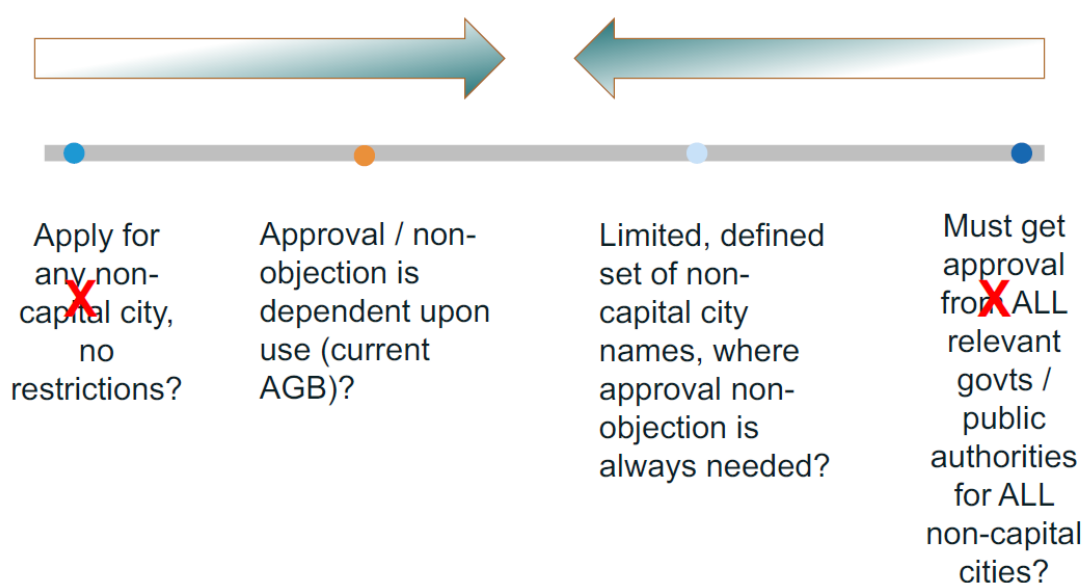 Apply for
any non-
capital city,
no
restrictions?
X
Approval / non-
objection is
dependent upon
use (current
AGB)?
Limited, defined
set of non-
capital city
names, where
approval non-
objection is
always needed?
Must get
approval
from ALL
relevant
govts /
public
authorities
for ALL
non-capital
cities?
X